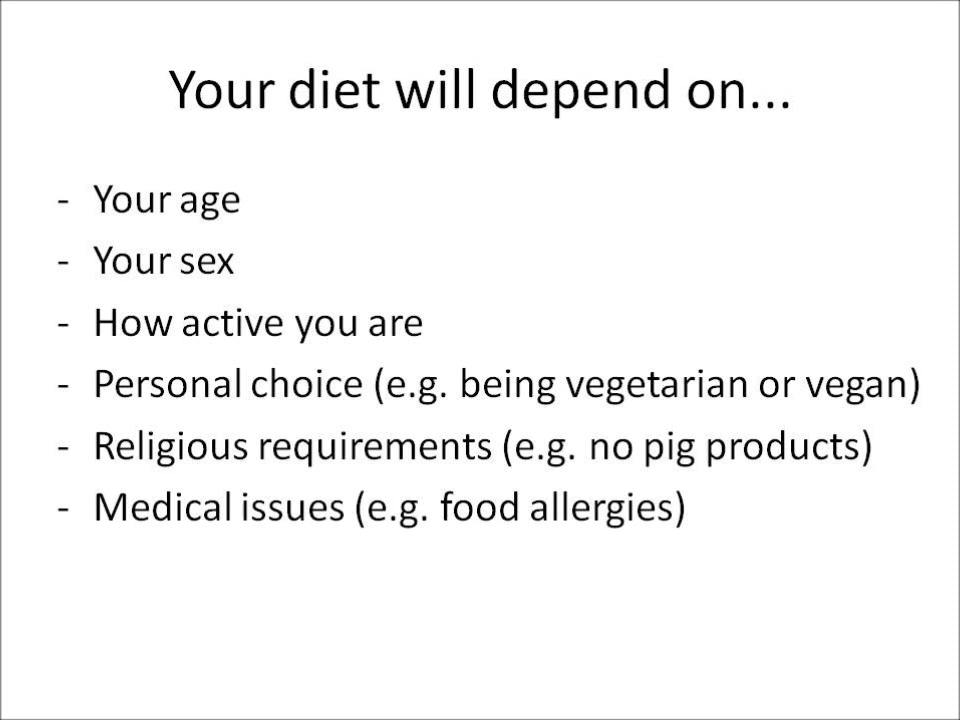 Your diet will depend on...
- Your age
- Your sex
- How active you are
- Personal choice (e.g. being vegetarian or vegan)
- Religious requirements (e.g. no pig products)
- Medical issues (e.g. food allergies)